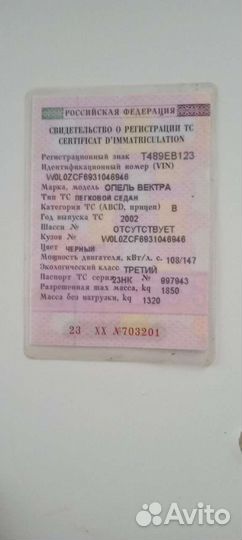 РОССИЙСКАЯ ФЕДЕРАЦИЯ
СВИДЕТЕЛЬСТВО О РЕГИСТРАЦИИ ТС
CERTIFICAT D'IMMATRICULATION
Регистрационный знак Т489ЕВ123
Идентификационный номер (VIN)
W0L0ZCF6931046946
Марка, модель ОПЕЛЬ ВЕКТРА
Тип ТС ЛЕГКОВОЙ СЕДАН
Категория ТС (ABCD, прицеп) B
Год выпуска ТС 2002
Шасси № ОТСУТСТВУЕТ
Кузов № W0L0ZCF6931046946
Цвет ЧЕРНЫЙ
Мощность двигателя, кВт/л. с. 108/147
Экологический класс ТРЕТИЙ
Паспорт ТС серия 23НК № 997943
Разрешенная max масса, kg 1850
Масса без нагрузки, kg 1320
23 ХХ №703201
Avito